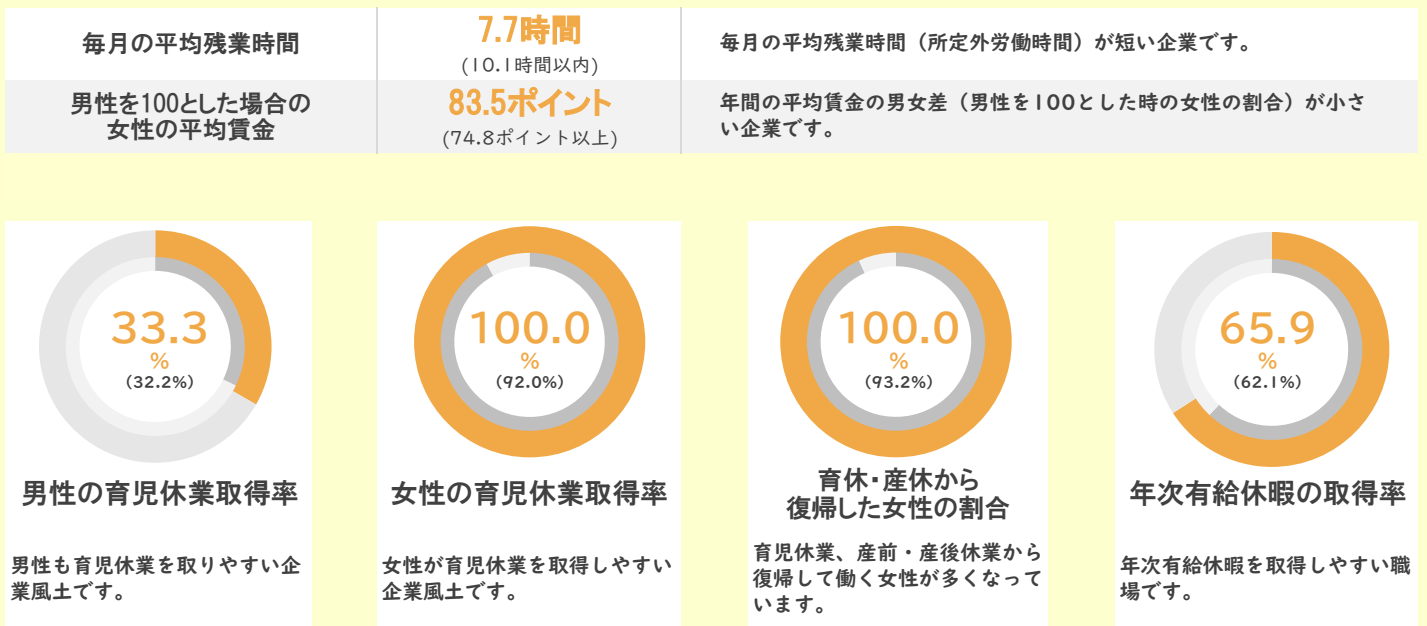 毎月の平均残業時間
7.7時間
(10.1時間以内)
毎月の平均残業時間（所定外労働時間）が短い企業です。
男性を100とした場合の
女性の平均賃金
83.5ポイント
(74.8ポイント以上)
年間の平均賃金の男女差（男性を100とした時の女性の割合）が小さ
い企業です。
33.3
%
(32.2%)
男性の育児休業取得率
男性も育児休業を取りやすい企
業風土です。
100.0
%
(92.0%)
女性の育児休業取得率
女性が育児休業を取得しやすい
企業風土です。
100.0
%
(93.2%)
育休・産休から
復帰した女性の割合
育児休業、産前・産後休業から
復帰して働く女性が多くなって
います。
65.9
%
(62.1%)
年次有給休暇の取得率
年次有給休暇を取得しやすい職
場です。